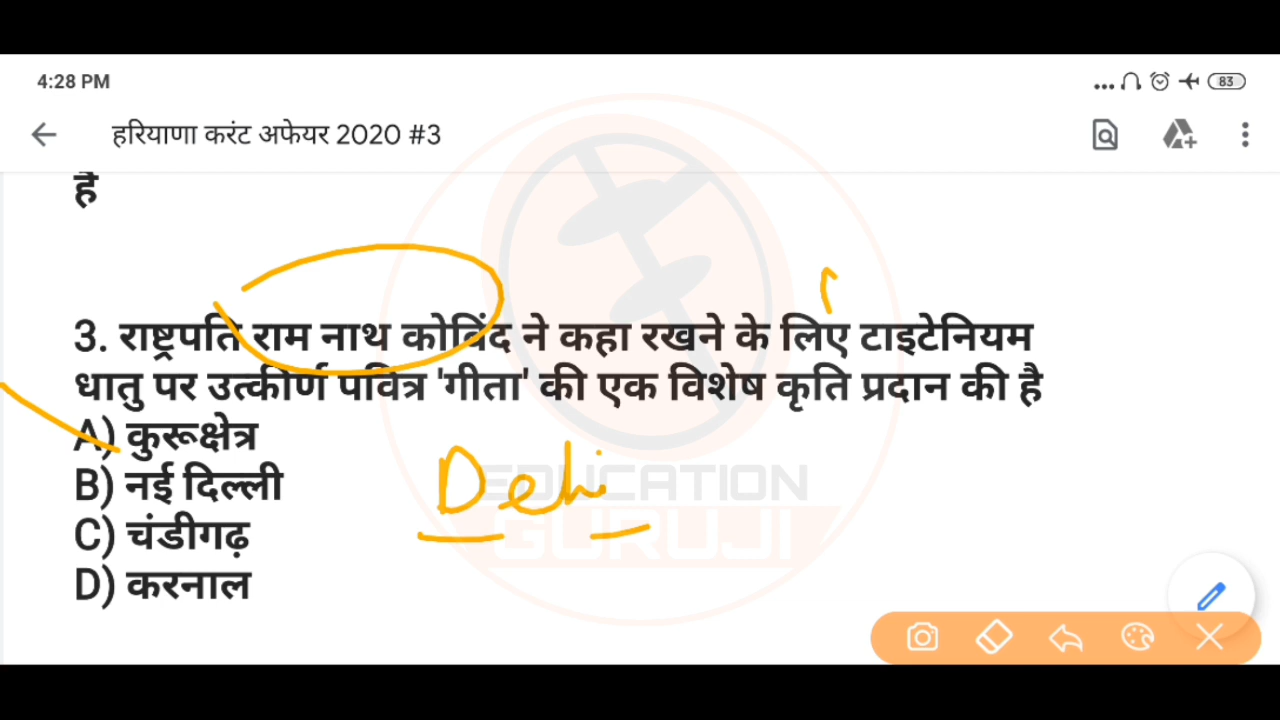 4:28 PM
83
हरियाणा करंट अफेयर 2020 #3
है
3. राष्ट्रपति राम नाथ कोविंद ने कहा रखने के लिए टाइटेनियम
धातु पर उत्कीर्ण पवित्र 'गीता' की एक विशेष कृति प्रदान की है
A) कुरूक्षेत्र
B) नई दिल्ली
Dehi
EDUCATION
C) चंडीगढ़
GURUJI
D) करनाल